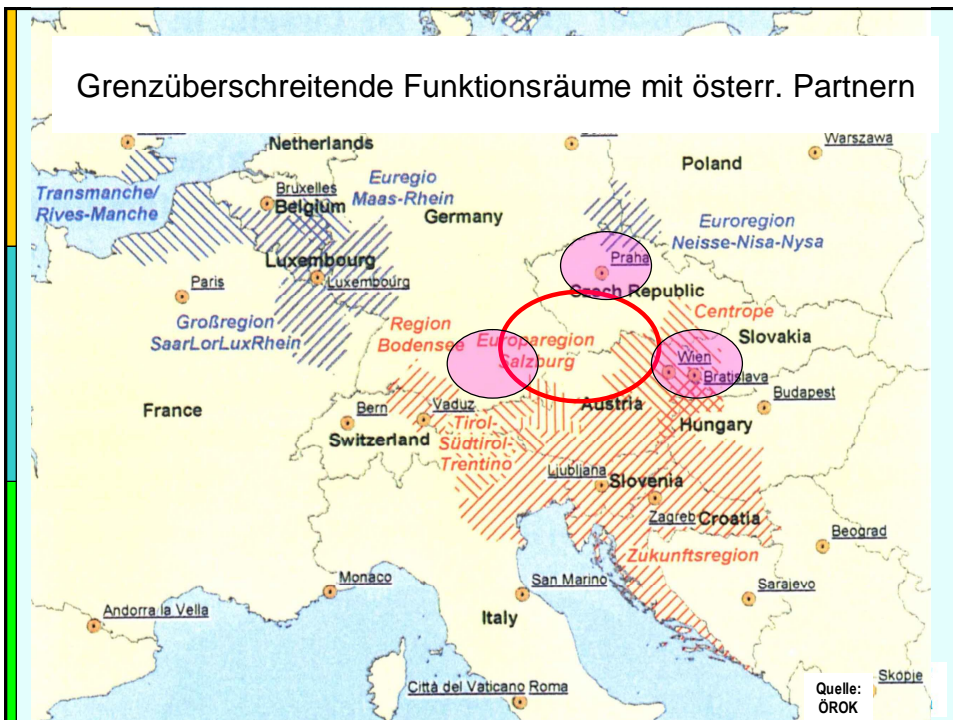 Grenzüberschreitende Funktionsräume mit österr. Partnern
Netherlands
Warszawa
Poland
Transmanche/
Rives-Manche
Bruxelles
Belgium
Euregio
Maas-Rhein
Germany
Euroregion
Neisse-Nisa-Nysa
Luxembourg
Luxembourg
Praha
Czech Republic
Paris
Großregion
SaarLorLuxRhein
Region
Bodensee
Europaregion
Salzburg
Centrope
Slovakia
Wien
Bratislava
Budapest
France
Bern
Vaduz
Austria
Hungary
Switzerland
Tirol-
Südtirol-
Trentino
Ljubljana
Slovenia
Zagreb
Croatia
Beograd
Zukunftsregion
Monaco
San Marino
Sarajevo
Andorra la Vella
Italy
Città del Vaticano
Roma
Skopje
Quelle:
ÖROK